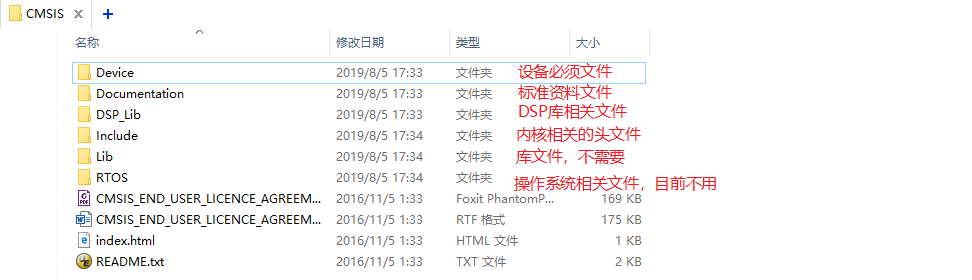 CMSIS
名称 修改日期 类型 大小
Device 2019/8/5 17:33 文件夹 设备必须文件
Documentation 2019/8/5 17:33 文件夹 标准资料文件
DSP_Lib 2019/8/5 17:33 文件夹 DSP库相关文件
Include 2019/8/5 17:34 文件夹 内核相关的头文件
Lib 2019/8/5 17:34 文件夹 库文件，不需要
RTOS 2019/8/5 17:34 文件夹 操作系统相关文件，目前不用
CMSIS_END_USER_LICENCE_AGREEM... 2016/11/5 1:33 Foxit PhantomP... 169 KB
CMSIS_END_USER_LICENCE_AGREEM... 2016/11/5 1:33 RTF 格式 175 KB
index.html 2016/11/5 1:33 HTML 文件 1 KB
README.txt 2016/11/5 1:33 TXT 文件 2 KB